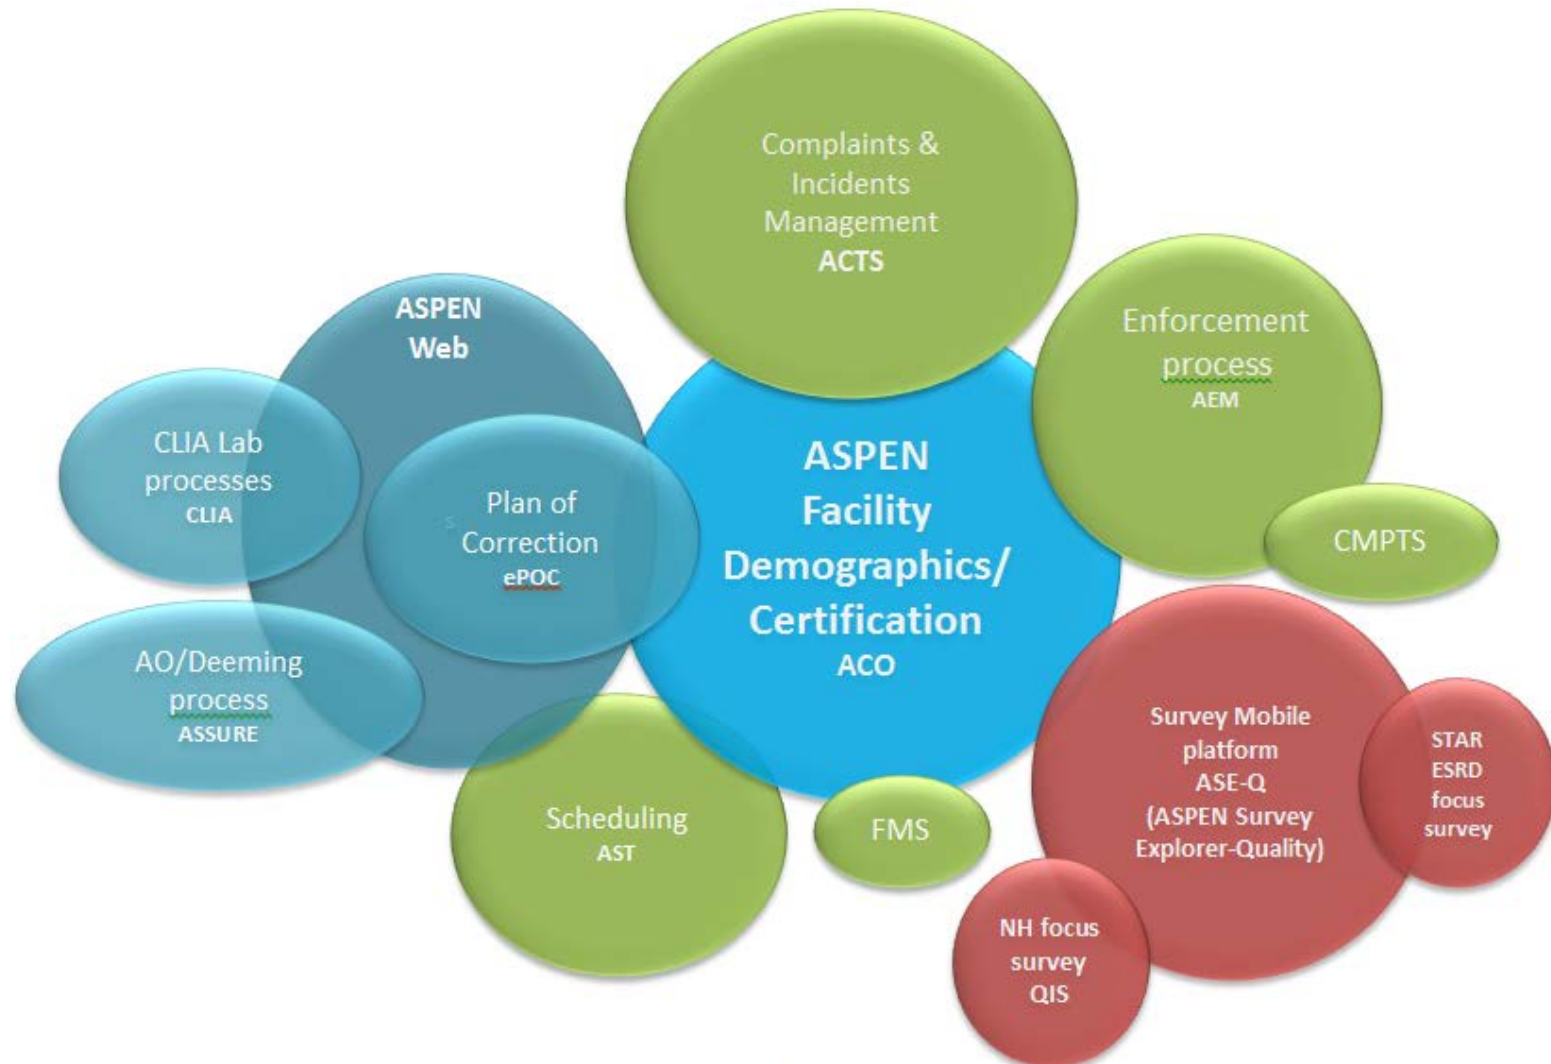 Complaints &
Incidents
Management
ACTS
ASPEN
Web
Enforcement
process
AEM
CLIA Lab
processes
CLIA
s
Plan of
Correction
ePOC
ASPEN
Facility
Demographics/
Certification
ACO
CMPTS
AO/Deeming
process
ASSURE
Survey Mobile
platform
ASE-Q
(ASPEN Survey
Explorer-Quality)
STAR
ESRD
focus
survey
Scheduling
AST
FMS
NH focus
survey
QIS